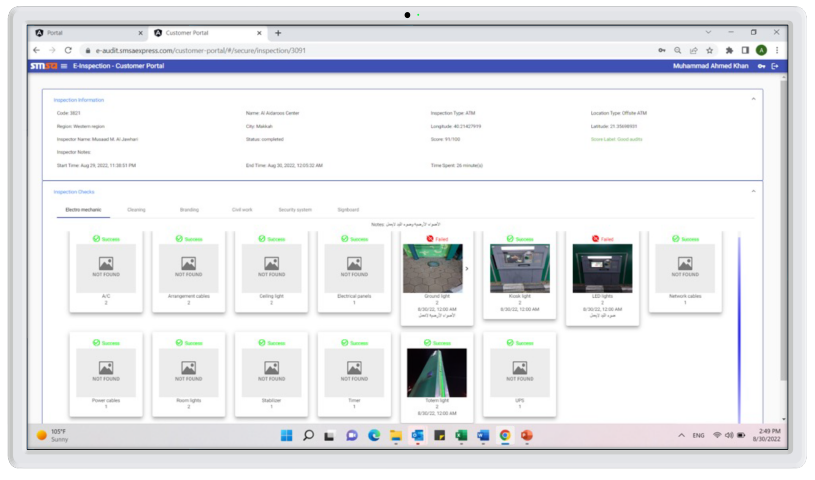 Portal
Customer Portal
e-audit.smsaexpress.com/customer-portal/#/secure/inspection/3091
smsa E-Inspection - Customer Portal
Muhammad Ahmed Khan
Inspection Information
Code: 3821
Name: Al Aidaroos Center
Inspection Type: ATM
Location Type: Offsite ATM
Region: Western region
City: Makkah
Longitude: 40.21407919
Inspector Name: Mosaad M. Al-Jawhari
Status: completed
Score: 91/100
Score Label: Good audits
Inspector Notes:
Start Time: Aug 29, 2022, 11:38:51 PM
End Time: Aug 30, 2022, 12:05:32 AM
Time Spent: 26 minute(s)
Inspection Checks
Electro-mechanic
Cleaning
Branding
Civil work
Security system
Signboard
Notes:
Success
Success
Success
Success
Failed
Success
Failed
Success
NOT FOUND
NOT FOUND
NOT FOUND
NOT FOUND
NOT FOUND
A/C
Arrangement cables
Ceiling light
Electrical panels
Ground light
Kiosk light
LED lights
Network cables
2
2
2
1
2
2
2
1
8/30/22, 12:00 AM
8/30/22, 12:00 AM
8/30/22, 12:00 AM
Success
Success
Success
Success
Success
Success
NOT FOUND
NOT FOUND
NOT FOUND
NOT FOUND
NOT FOUND
Power cables
Room lights
Stabilizer
Timer
Totem light
UPS
1
2
1
1
2
1
8/30/22, 12:00 AM
105°F
Sunny
ENG
2:49 PM
8/30/2022